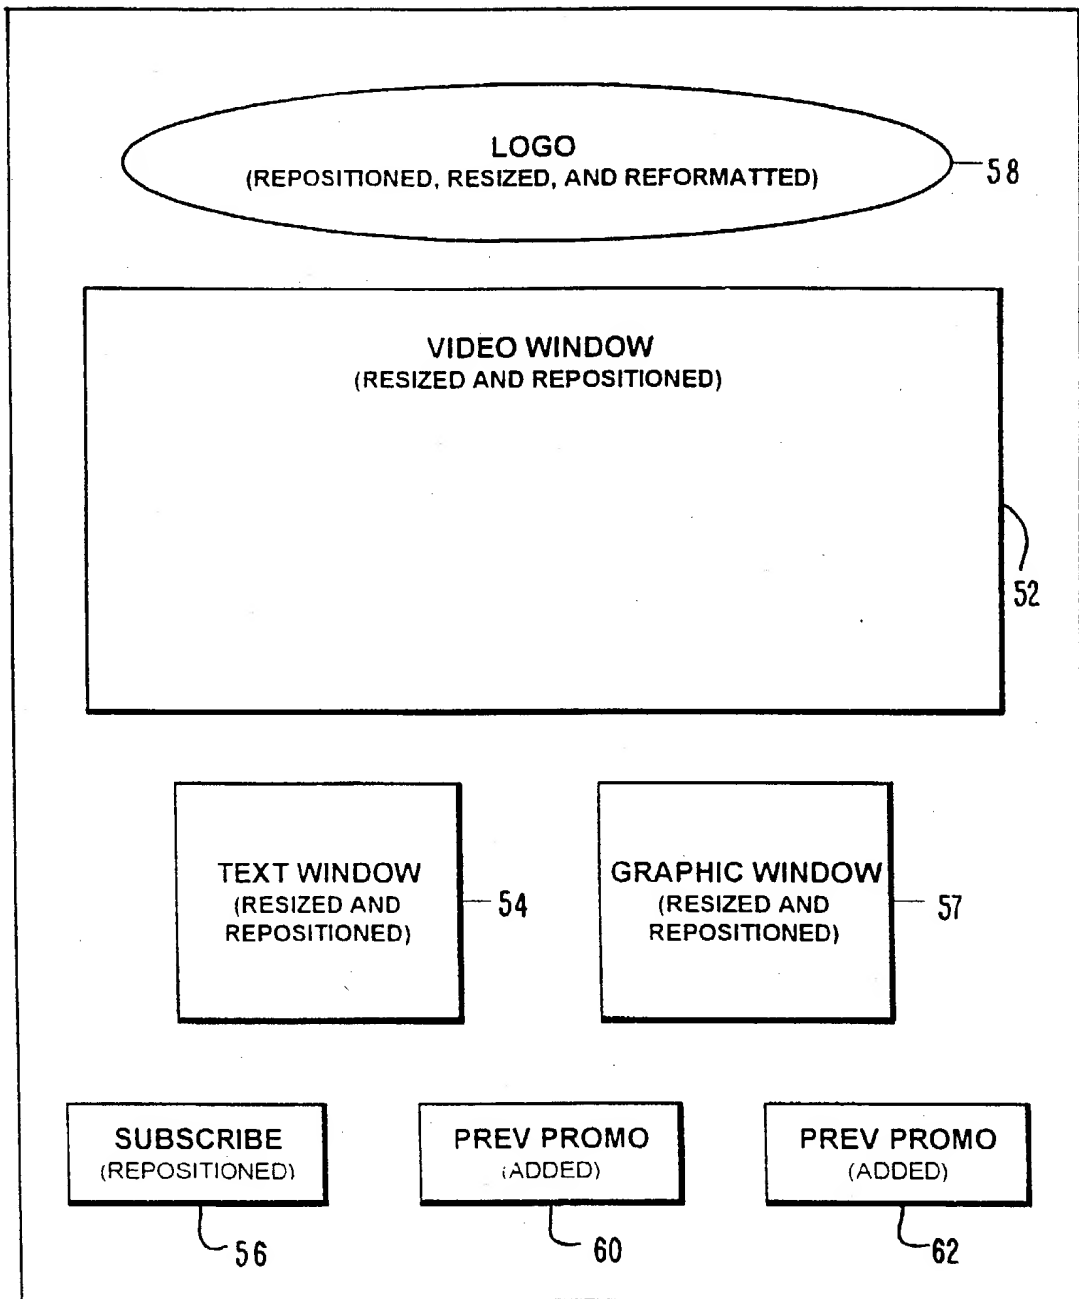 LOGO
(REPOSITIONED, RESIZED, AND REFORMATTED)
58
VIDEO WINDOW
(RESIZED AND REPOSITIONED)
52
TEXT WINDOW
(RESIZED AND
REPOSITIONED)
54
GRAPHIC WINDOW
(RESIZED AND
REPOSITIONED)
57
SUBSCRIBE
(REPOSITIONED)
56
PREV PROMO
(ADDED)
60
PREV PROMO
(ADDED)
62